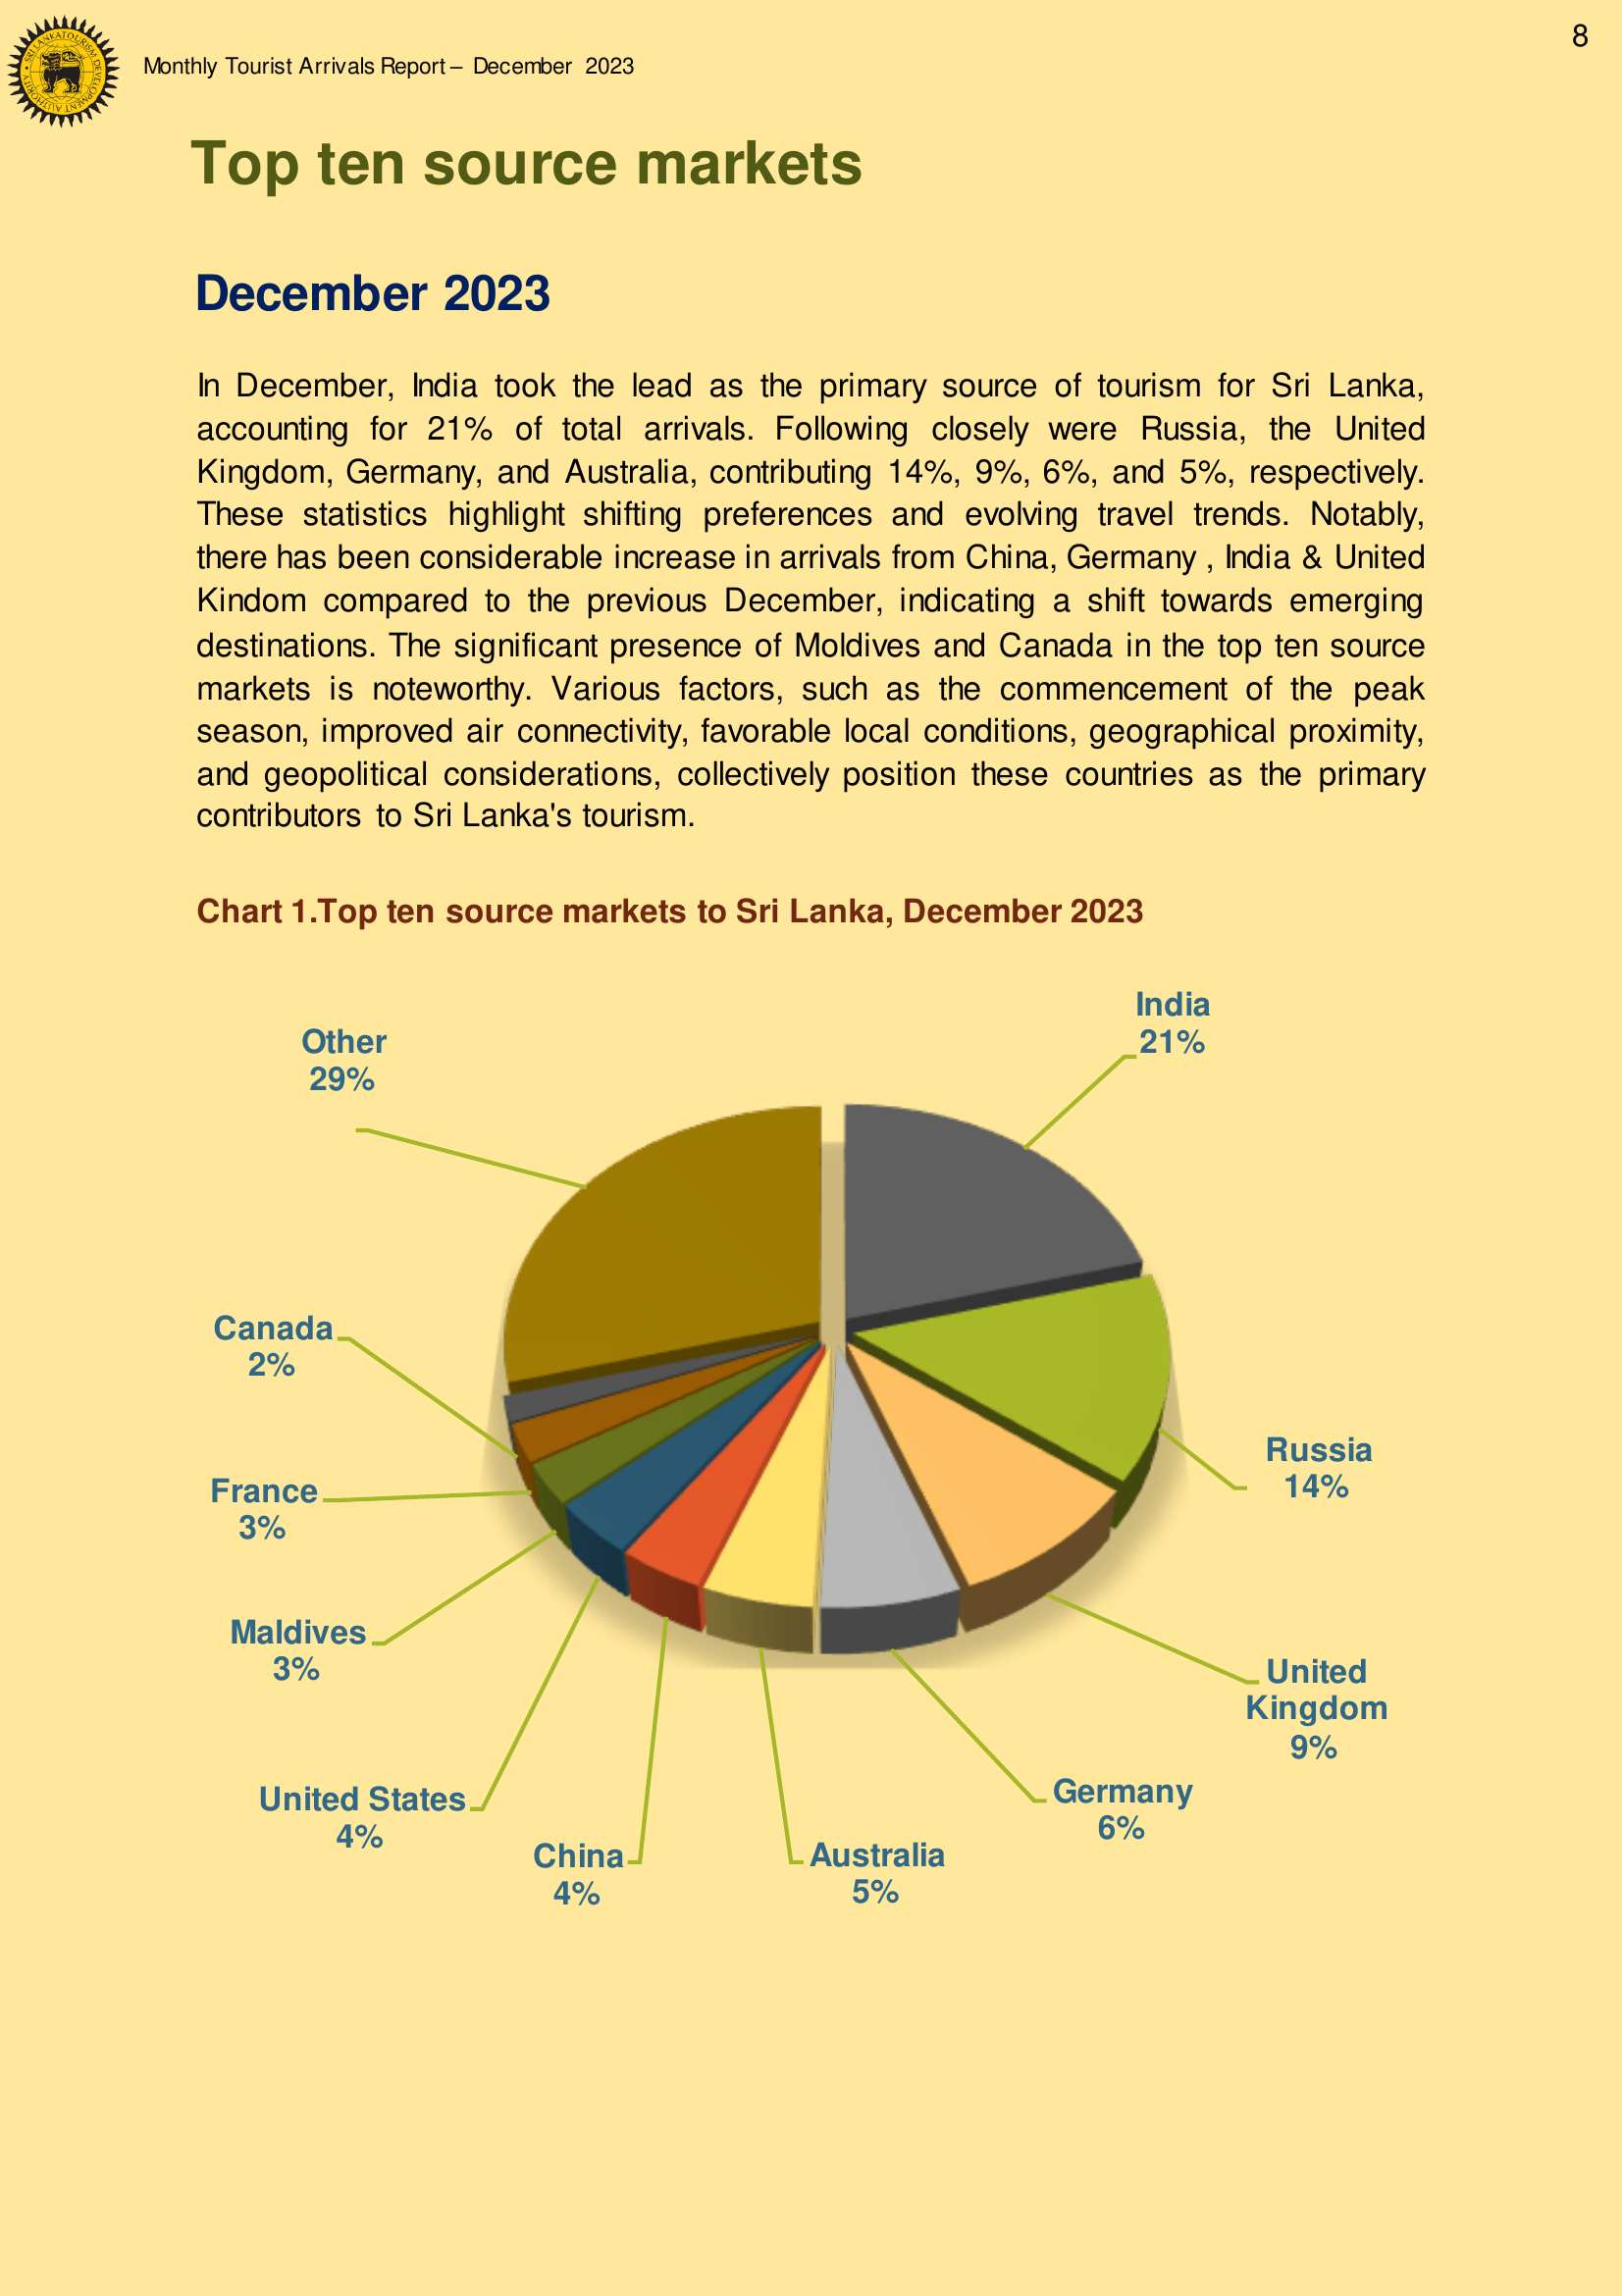 8
SRI LANKA TOURISM DEVELOPMENT AUTHORITY
Monthly Tourist Arrivals Report – December 2023
Top ten source markets
December 2023
In December, India took the lead as the primary source of tourism for Sri Lanka,
accounting for 21% of total arrivals. Following closely were Russia, the United
Kingdom, Germany, and Australia, contributing 14%, 9%, 6%, and 5%, respectively.
These statistics highlight shifting preferences and evolving travel trends. Notably,
there has been considerable increase in arrivals from China, Germany , India & United
Kindom compared to the previous December, indicating a shift towards emerging
destinations. The significant presence of Moldives and Canada in the top ten source
markets is noteworthy. Various factors, such as the commencement of the peak
season, improved air connectivity, favorable local conditions, geographical proximity,
and geopolitical considerations, collectively position these countries as the primary
contributors to Sri Lanka's tourism.
Chart 1.Top ten source markets to Sri Lanka, December 2023
India
21%
Other
29%
Canada
2%
Russia
14%
France
3%
Maldives
3%
United
Kingdom
9%
United States
4%
Germany
6%
China
4%
Australia
5%